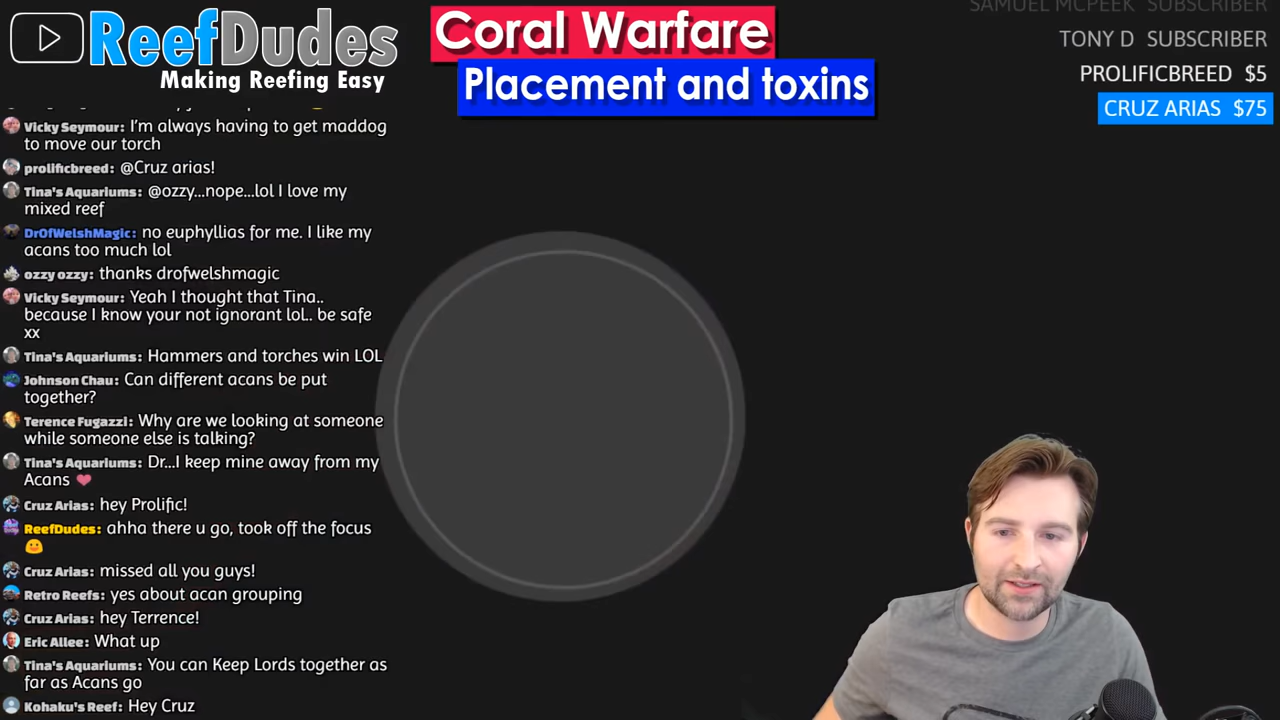 ReefDudes
Making Reefing Easy
Coral Warfare
Placement and toxins
SAMUEL MCPEEK SUBSCRIBER
TONY D SUBSCRIBER
PROLIFICBREED $5
CRUZ ARIAS $75
Vicky Seymour: I'm always having to get maddog
to move our torch
prolificbreed: @Cruz arias!
Tina's Aquariums: @ozzy...nope...lol I love my
mixed reef
DrOfWelshMagic: no euphyllias for me. I like my
acans too much lol
ozzy ozzy: thanks drofwelshmagic
Vicky Seymour: Yeah I thought that Tina..
because I know your not ignorant lol.. be safe
xx
Tina's Aquariums: Hammers and torches win LOL
Johnson Chau: Can different acans be put
together?
Terence Fugazzi: Why are we looking at someone
while someone else is talking?
Tina's Aquariums: Dr...I keep mine away from my
Acans ❤
Cruz Arias: hey Prolific!
ReefDudes: ahha there u go, took off the focus
Cruz Arias: missed all you guys!
Retro Reefs: yes about acan grouping
Cruz Arias: hey Terrence!
Eric Allee: What up
Tina's Aquariums: You can Keep Lords together as
far as Acans go
Kohaku's Reef: Hey Cruz